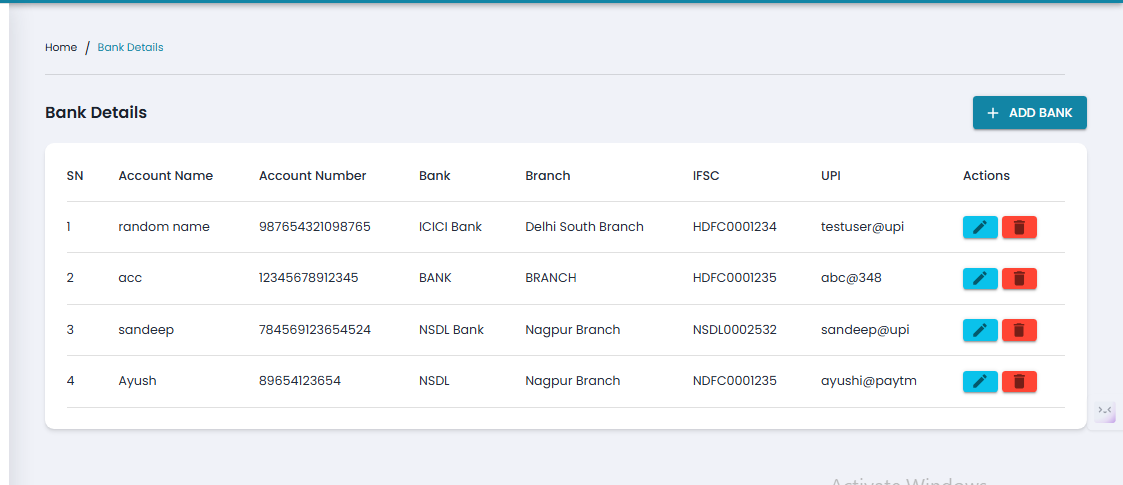 Home / Bank Details
Bank Details
+ ADD BANK
SN Account Name Account Number Bank Branch IFSC UPI Actions
1 random name 987654321098765 ICICI Bank Delhi South Branch HDFC0001234 testuser@upi
2 acc 12345678912345 BANK BRANCH HDFC0001235 abc@348
3 sandeep 784569123654524 NSDL Bank Nagpur Branch NSDL0002532 sandeep@upi
4 Ayush 89654123654 NSDL Nagpur Branch NDFC0001235 ayushi@paytm
Activate Windows